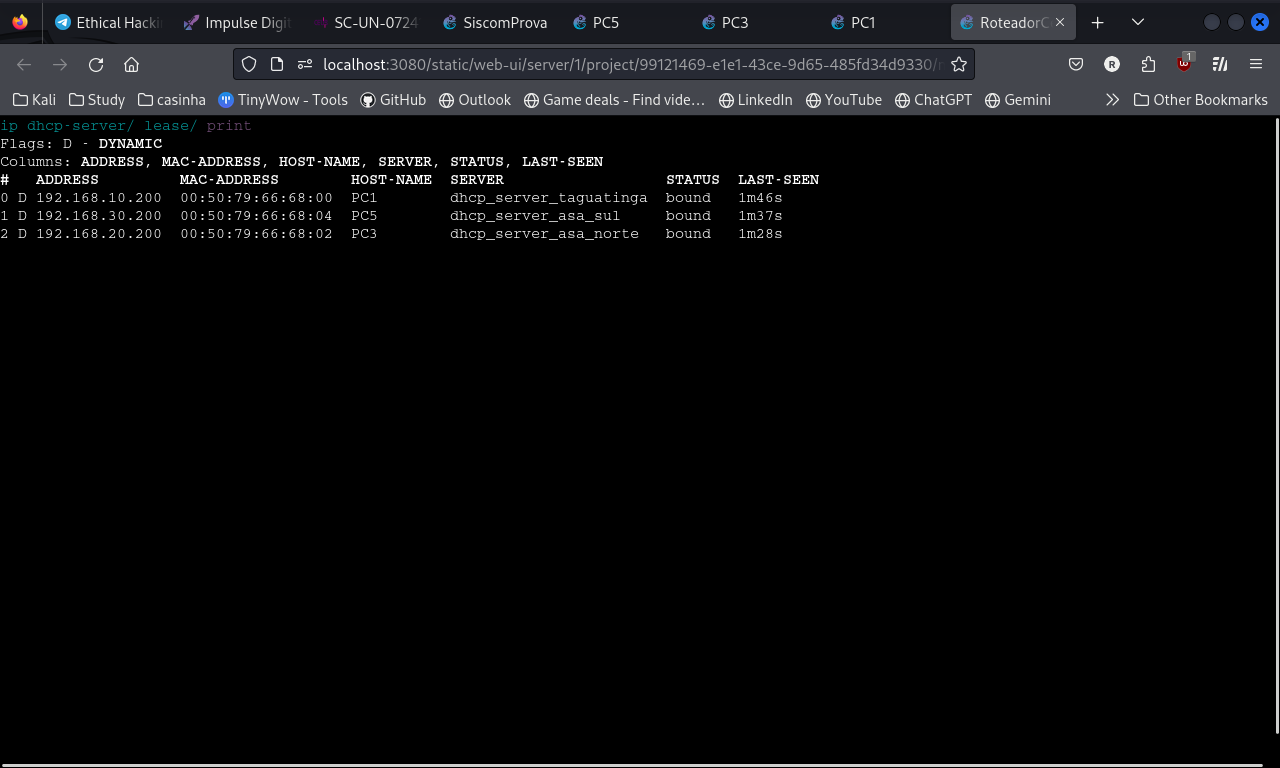 Ethical Hacki
Impulse Digit
SC-UN-0724
SiscomProva
PC5
PC3
PC1
RoteadorC
localhost:3080/static/web-ui/server/1/project/99121469-e1e1-43ce-9d65-485fd34d9330/
R
1
Kali
Study
casinha
TinyWow - Tools
GitHub
Outlook
Game deals - Find vide…
LinkedIn
YouTube
ChatGPT
Gemini
Other Bookmarks
ip dhcp-server/ lease/ print
Flags: D - DYNAMIC
Columns: ADDRESS, MAC-ADDRESS, HOST-NAME, SERVER, STATUS, LAST-SEEN
# ADDRESS MAC-ADDRESS HOST-NAME SERVER STATUS LAST-SEEN
0 D 192.168.10.200 00:50:79:66:68:00 PC1 dhcp_server_taguatinga bound 1m46s
1 D 192.168.30.200 00:50:79:66:68:04 PC5 dhcp_server_asa_sul bound 1m37s
2 D 192.168.20.200 00:50:79:66:68:02 PC3 dhcp_server_asa_norte bound 1m28s